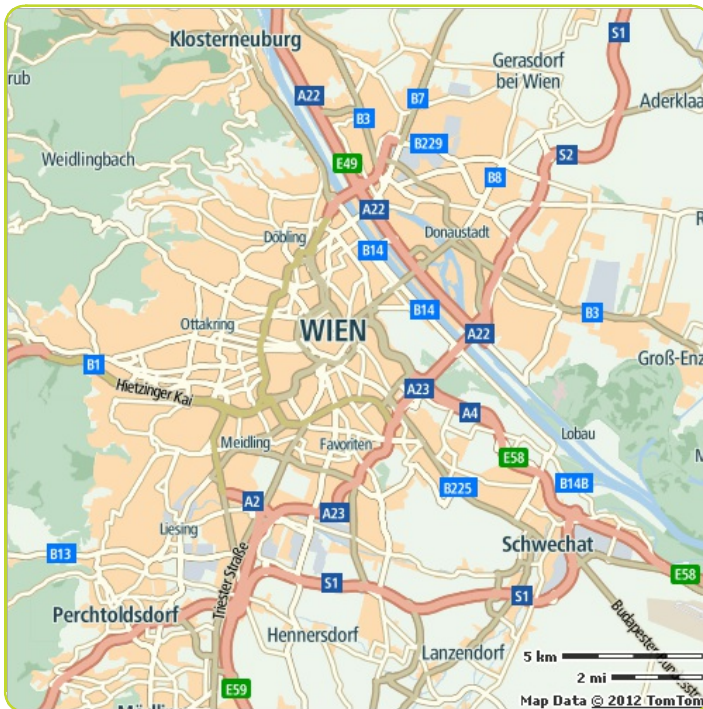 Klosterneuburg
S1
Gerasdorf
bei Wien
rub
A22
B7
Aderklaa
B3
B229
Weidlingbach
E49
S2
B8
A22
Döbling
Donaustadt
B14
Ottakring
WIEN
B14
B3
A22
Groß-Enz
B1
Hietzinger Kai
A23
A4
Meidling
Favoriten
Lobau
E58
B14B
B225
A2
A23
Liesing
Schwechat
B13
Triester Straße
S1
E58
S1
Perchtoldsdorf
Budapester Bundesstr
Hennersdorf
Lanzendorf
5 km
E59
2 mi
Map Data © 2012 TomTom